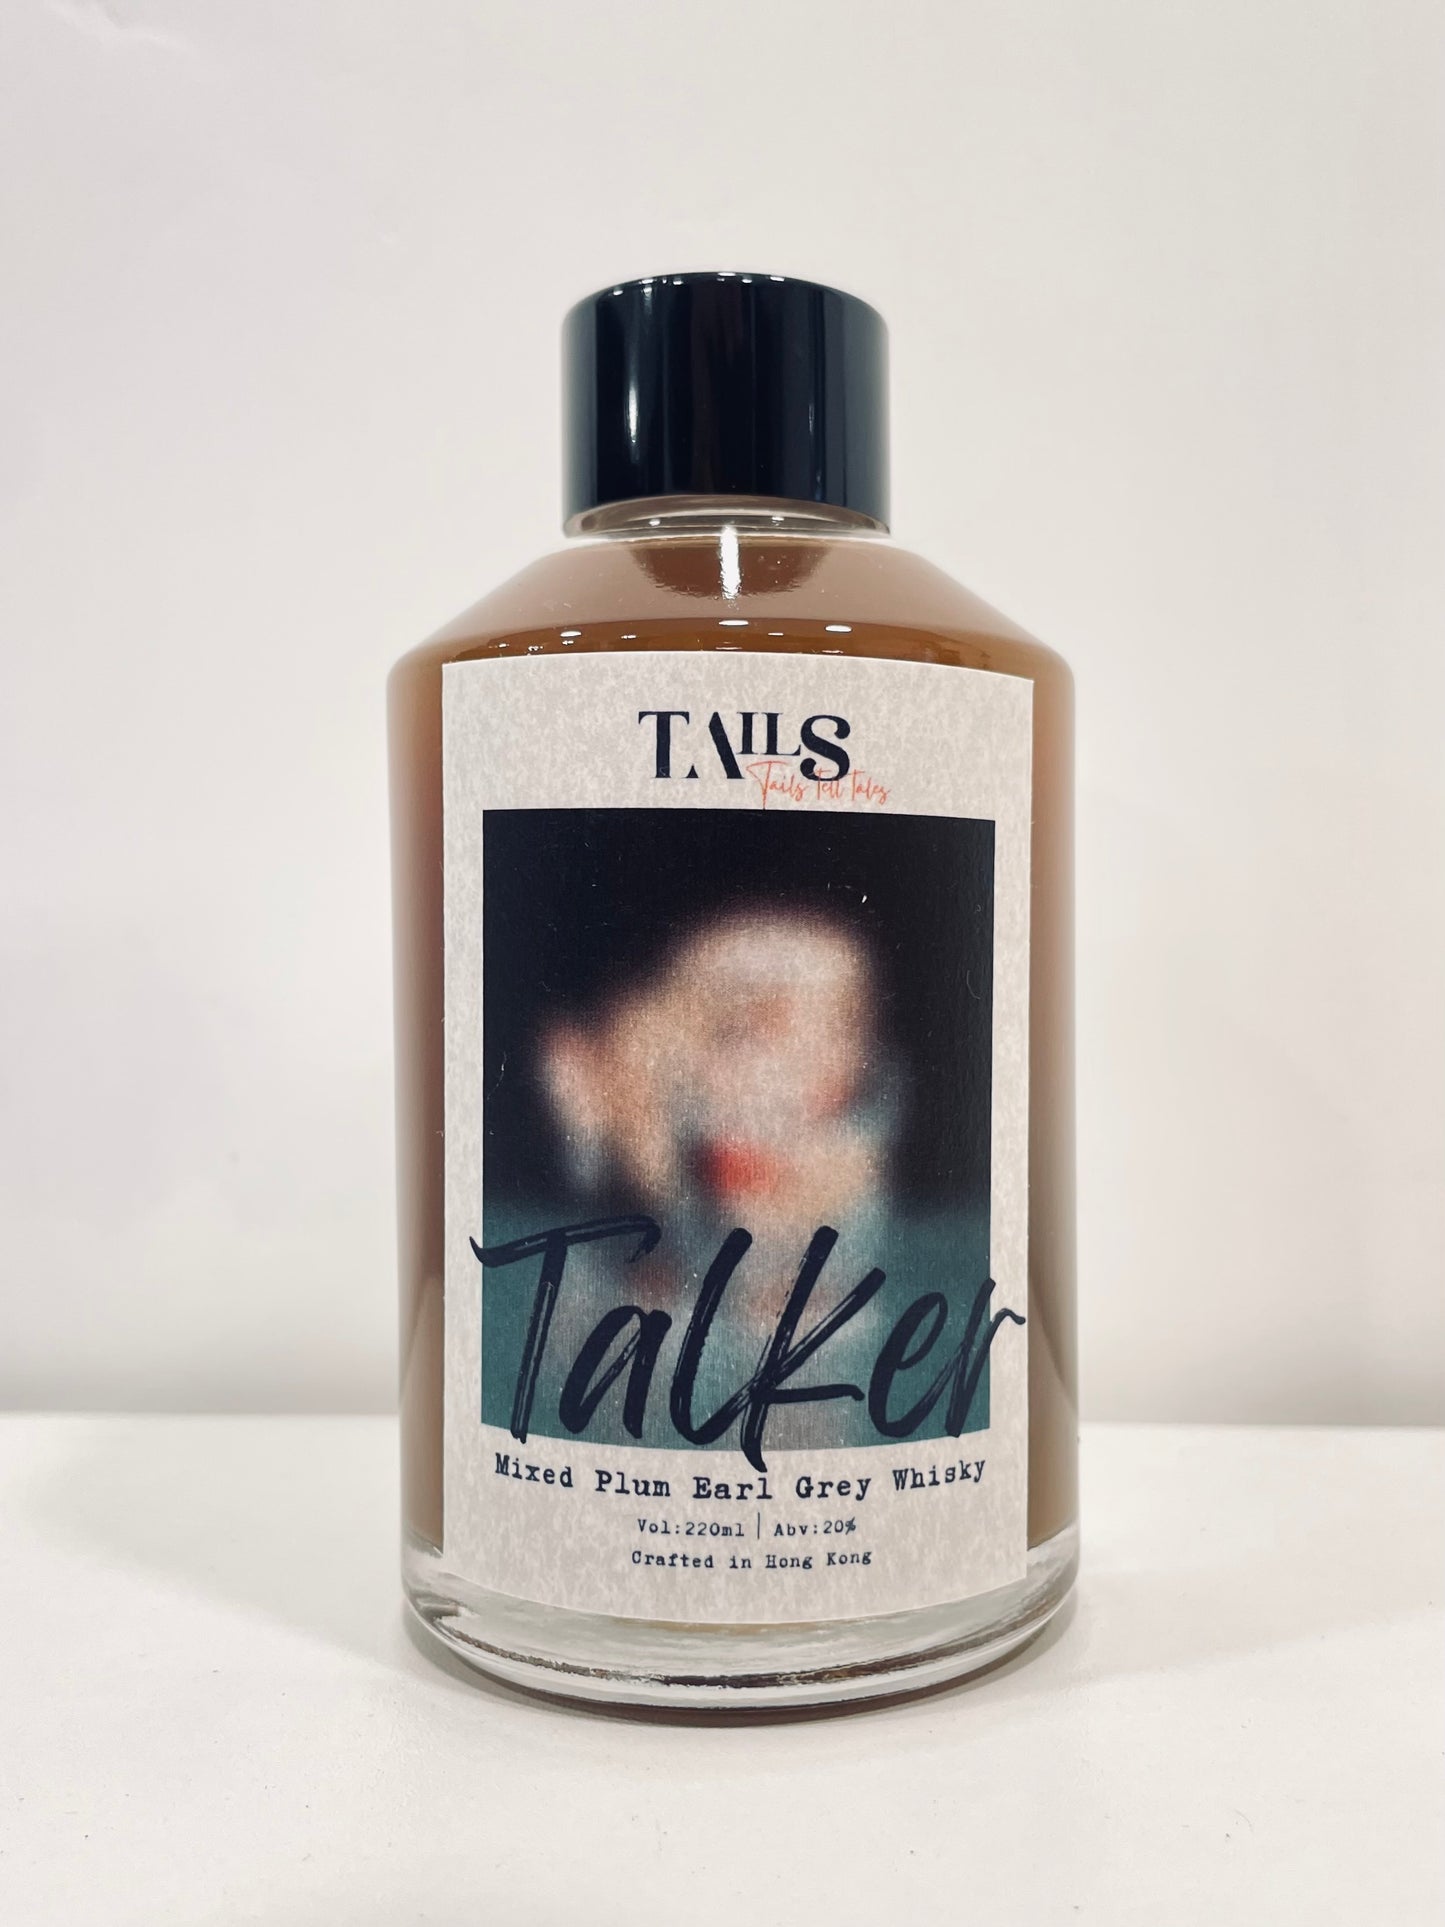 TAILS
Tails tell tales
Talker
Mixed Plum Earl Grey Whisky
Vol:220ml | Abv:20%
Crafted in Hong Kong